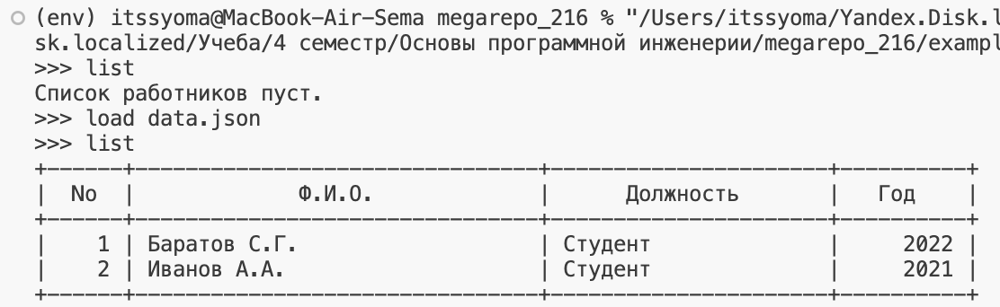 (env) itssyoma@MacBook-Air-Sema megarepo_216 % "/Users/itssyoma/Yandex.Disk.l
sk.localized/Учеба/4 семестр/Основы программной инженерии/megarepo_216/exampl
>>> list
Список работников пуст.
>>> load data.json
>>> list
+------+--------------------------------+----------------------+-----------+
| No | Ф.И.О. | Должность | Год |
+------+--------------------------------+----------------------+-----------+
| 1 | Баратов С.Г. | Студент | 2022 |
| 2 | Иванов А.А. | Студент | 2021 |
+------+--------------------------------+----------------------+-----------+